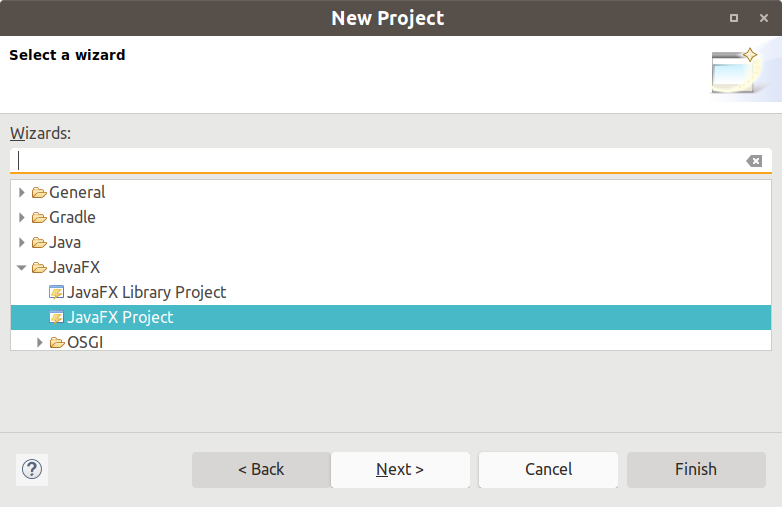 New Project
Select a wizard
Wizards:
General
Gradle
Java
JavaFX
JavaFX Library Project
JavaFX Project
OSGI
? < Back Next > Cancel Finish